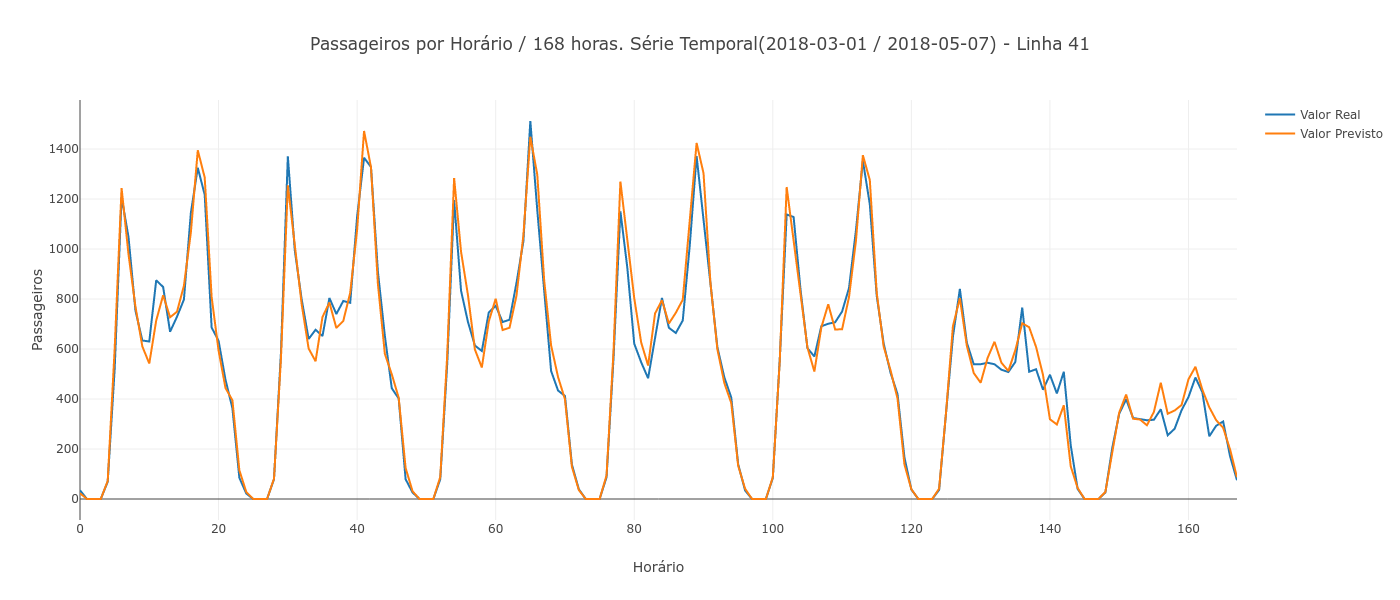 Passageiros por Horário / 168 horas. Série Temporal(2018-03-01 / 2018-05-07) - Linha 41
Valor Real
Valor Previsto
1400
1200
1000
800
600
400
200
0
Passageiros
0 20 40 60 80 100 120 140 160
Horário